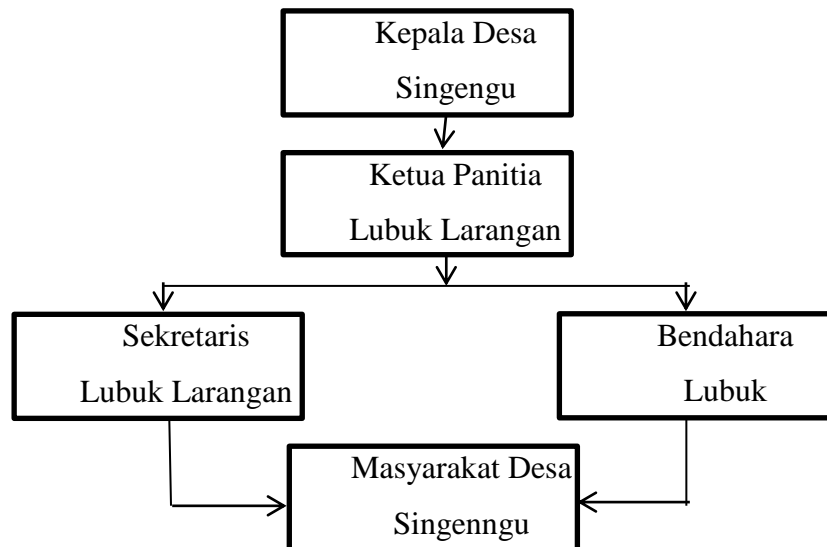 Kepala Desa
Singengu
Ketua Panitia
Lubuk Larangan
Sekretaris
Lubuk Larangan
Bendahara
Lubuk
Masyarakat Desa
Singenngu